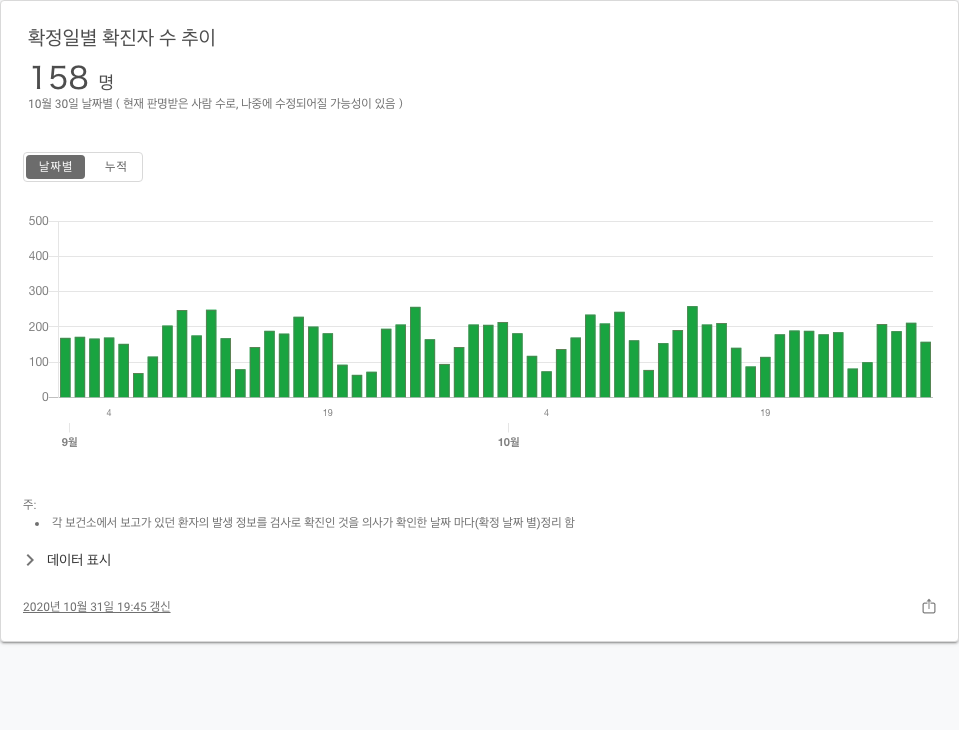 확정일별 확진자 수 추이
158 명
10월 30일 날짜별 ( 현재 판명받은 사람 수로, 나중에 수정되어질 가능성이 있음 )
날짜별 누적
500
400
300
200
100
0
4 19 4 19
9월 10월
주:
• 각 보건소에서 보고가 있던 환자의 발생 정보를 검사로 확진인 것을 의사가 확인한 날짜 마다(확정 날짜 별)정리 함
데이터 표시
2020년 10월 31일 19:45 갱신